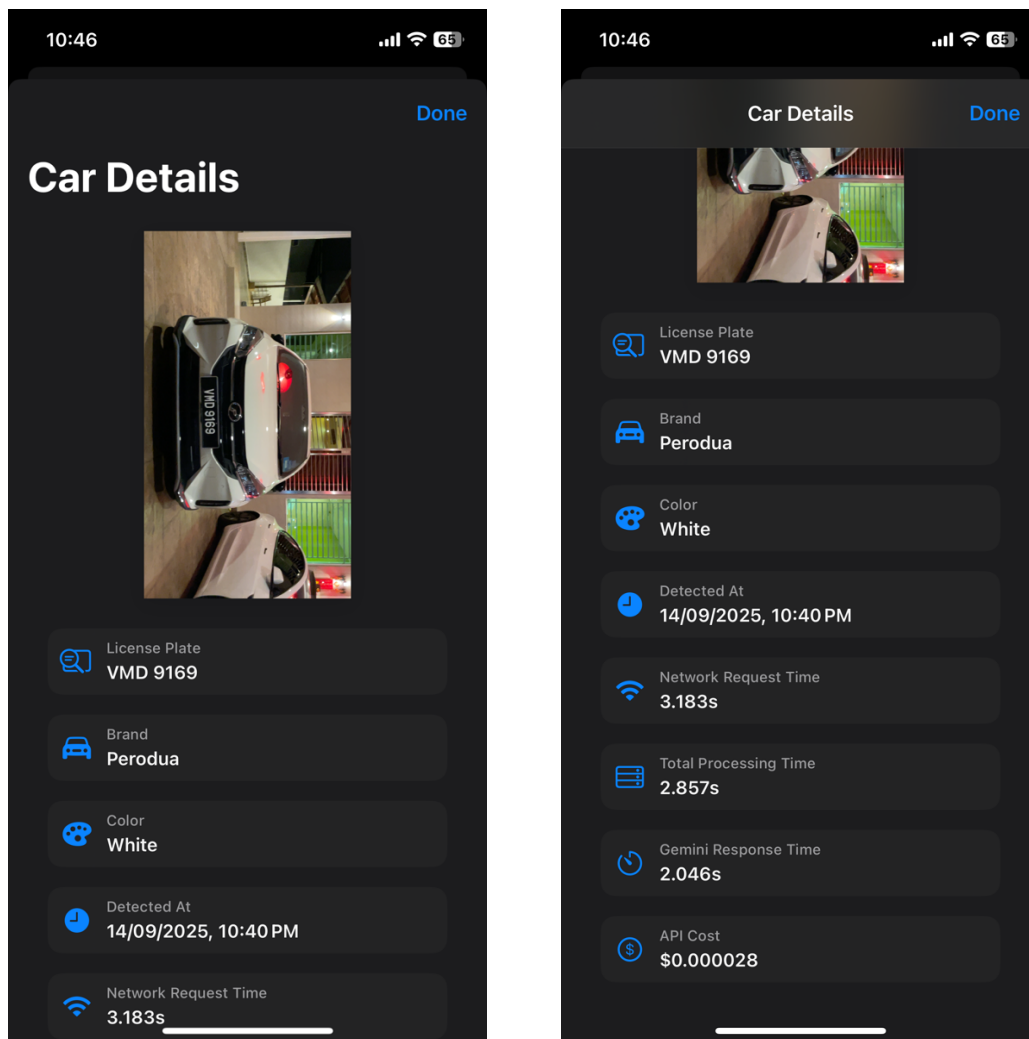 10:46
65
Done
Car Details
VMD 9169
License Plate
VMD 9169
Brand
Perodua
Color
White
Detected At
14/09/2025, 10:40 PM
Network Request Time
3.183s
10:46
65
Car Details
Done
License Plate
VMD 9169
Brand
Perodua
Color
White
Detected At
14/09/2025, 10:40 PM
Network Request Time
3.183s
Total Processing Time
2.857s
Gemini Response Time
2.046s
API Cost
$0.000028